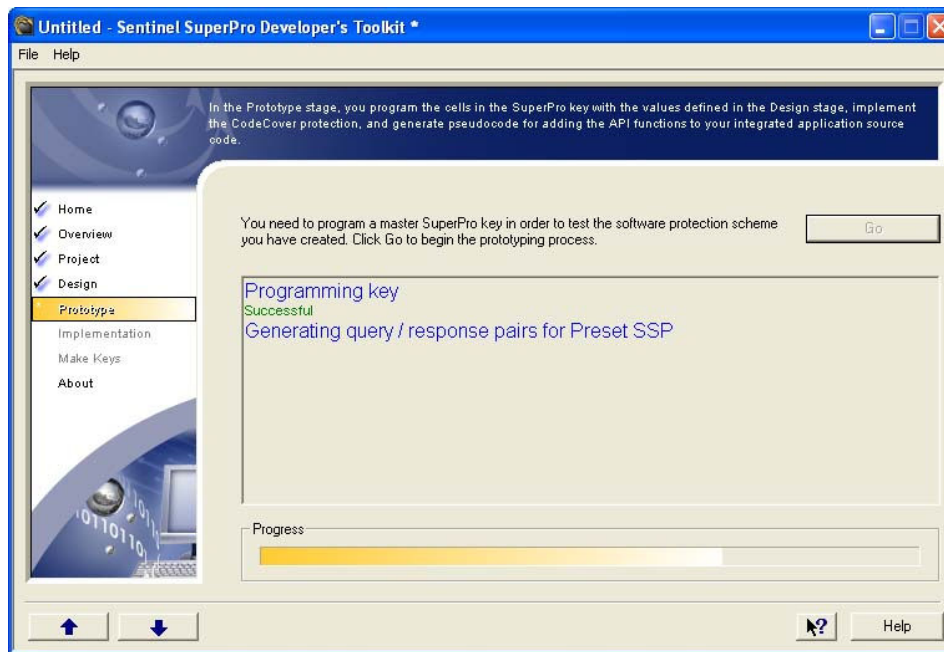 Untitled - Sentinel SuperPro Developer's Toolkit *
File Help
In the Prototype stage, you program the cells in the SuperPro key with the values defined in the Design stage, implement
the CodeCover protection, and generate pseudocode for adding the API functions to your integrated application source
code.
Home
Overview
Project
Design
Prototype
Implementation
Make Keys
About
You need to program a master SuperPro key in order to test the software protection scheme
you have created. Click Go to begin the prototyping process.
Go
Programming key
Successful
Generating query / response pairs for Preset SSP
Progress
Help